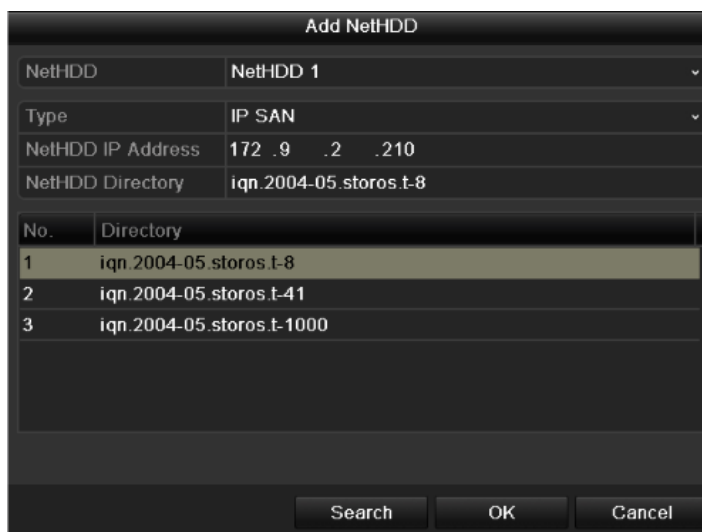 Add NetHDD
NetHDD NetHDD 1
Type IP SAN
NetHDD IP Address 172 .9 .2 .210
NetHDD Directory iqn.2004-05.storos.t-8
No. Directory
1 iqn.2004-05.storos.t-8
2 iqn.2004-05.storos.t-41
3 iqn.2004-05.storos.t-1000
Search OK Cancel